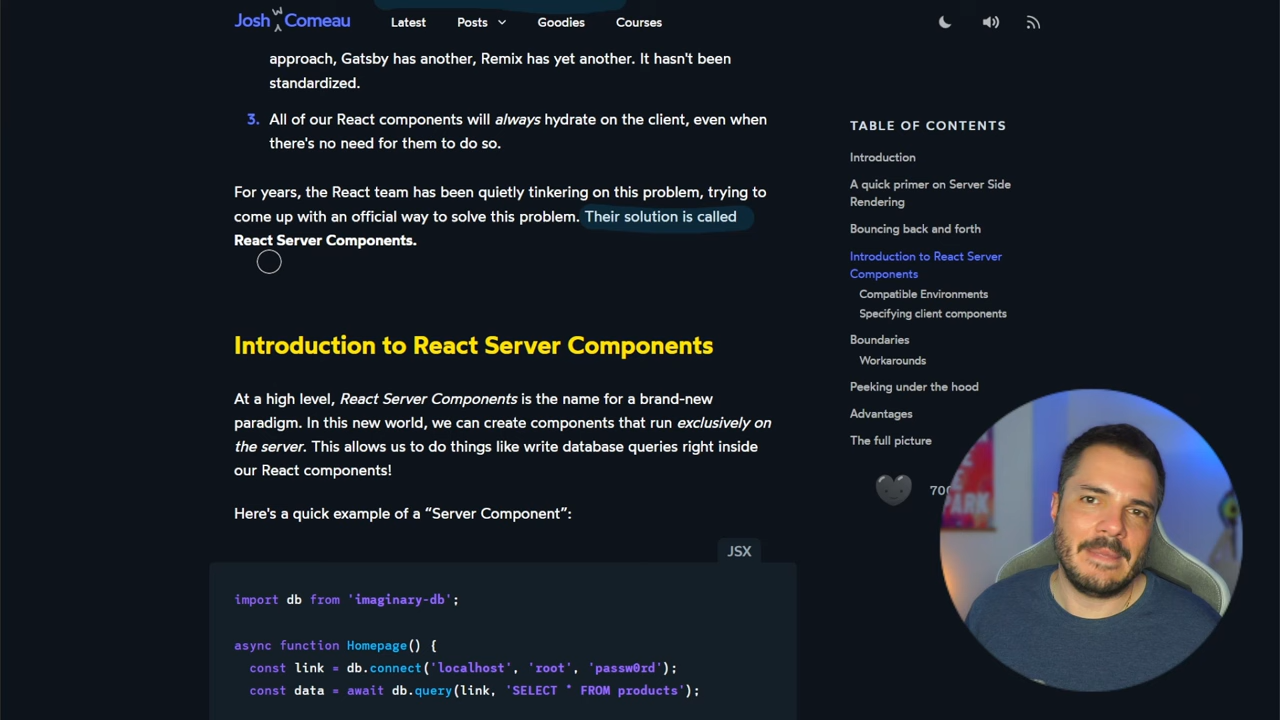 Josh W Comeau
Latest
Posts
Goodies
Courses
approach, Gatsby has another, Remix has yet another. It hasn't been
standardized.
3. All of our React components will always hydrate on the client, even when
there's no need for them to do so.
For years, the React team has been quietly tinkering on this problem, trying to
come up with an official way to solve this problem. Their solution is called
React Server Components.
Introduction to React Server Components
At a high level, React Server Components is the name for a brand-new
paradigm. In this new world, we can create components that run exclusively on
the server. This allows us to do things like write database queries right inside
our React components!
Here's a quick example of a “Server Component”:
JSX
import db from 'imaginary-db';
async function Homepage() {
const link = db.connect('localhost', 'root', 'passw0rd');
const data = await db.query(link, 'SELECT * FROM products');
TABLE OF CONTENTS
Introduction
A quick primer on Server Side
Rendering
Bouncing back and forth
Introduction to React Server
Components
Compatible Environments
Specifying client components
Boundaries
Workarounds
Peeking under the hood
Advantages
The full picture
PARK